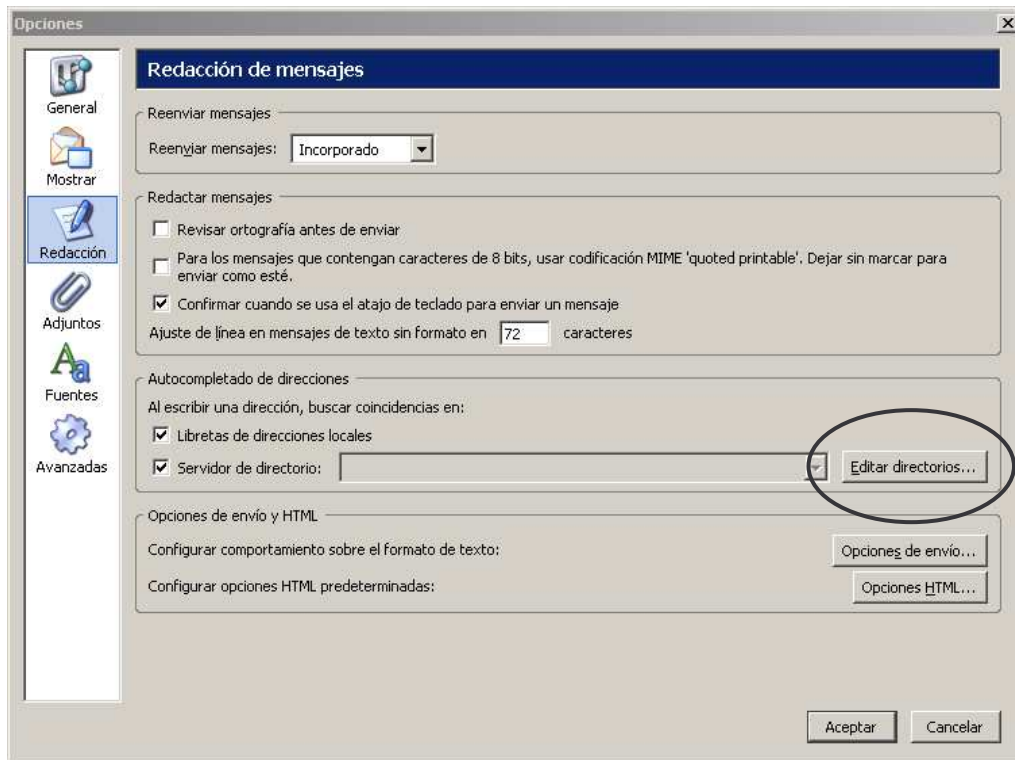 Opciones
General
Mostrar
Redacción
Adjuntos
Fuentes
Avanzadas
Redacción de mensajes
Reenviar mensajes
Reenviar mensajes: Incorporado
Redactar mensajes
Revisar ortografía antes de enviar
Para los mensajes que contengan caracteres de 8 bits, usar codificación MIME 'quoted printable'. Dejar sin marcar para
enviar como esté.
Confirmar cuando se usa el atajo de teclado para enviar un mensaje
Ajuste de línea en mensajes de texto sin formato en 72 caracteres
Autocompletado de direcciones
Al escribir una dirección, buscar coincidencias en:
Libretas de direcciones locales
Servidor de directorio: Editar directorios...
Opciones de envío y HTML
Configurar comportamiento sobre el formato de texto: Opciones de envío...
Configurar opciones HTML predeterminadas: Opciones HTML...
Aceptar Cancelar